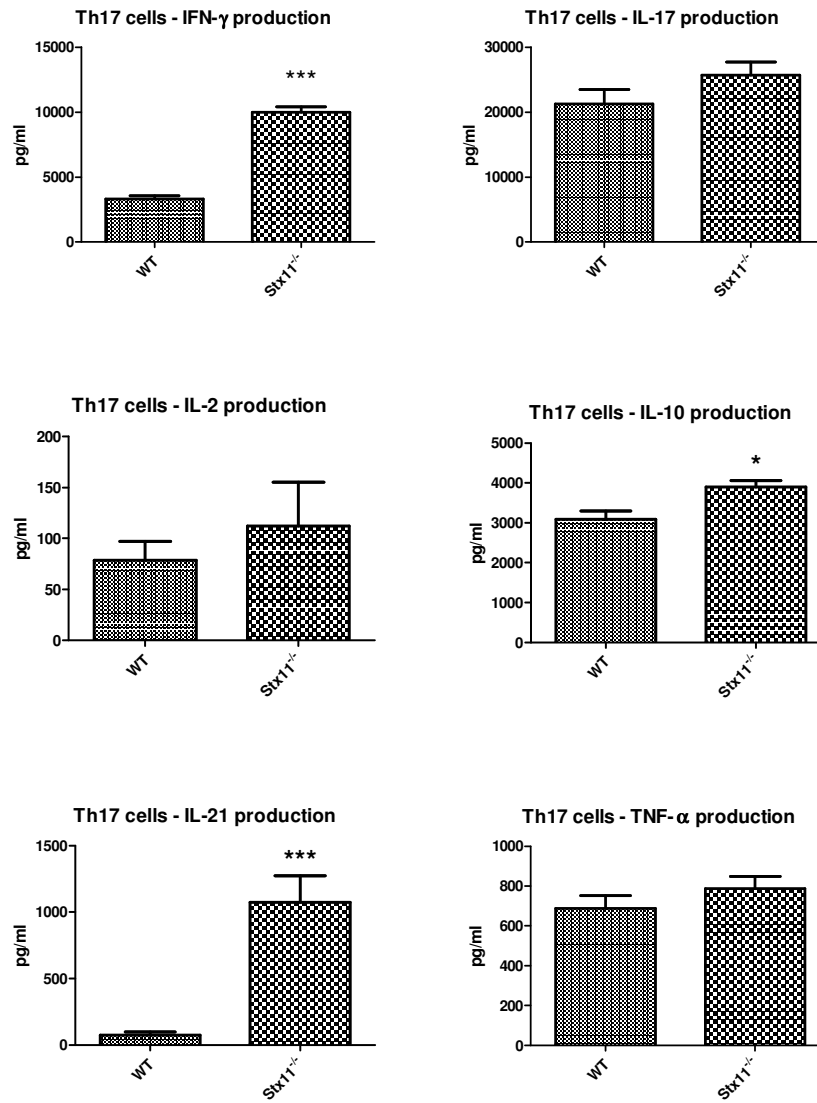 Th17 cells - IFN-γ production
15000
10000
5000
0
pg/ml
***
WT
Stx11-/-
Th17 cells - IL-17 production
30000
20000
10000
0
pg/ml
WT
Stx11-/-
Th17 cells - IL-2 production
200
150
100
50
0
pg/ml
WT
Stx11-/-
Th17 cells - IL-10 production
5000
4000
3000
2000
1000
0
pg/ml
*
WT
Stx11-/-
Th17 cells - IL-21 production
1500
1000
500
0
pg/ml
***
WT
Stx11-/-
Th17 cells - TNF-α production
1000
800
600
400
200
0
pg/ml
WT
Stx11-/-